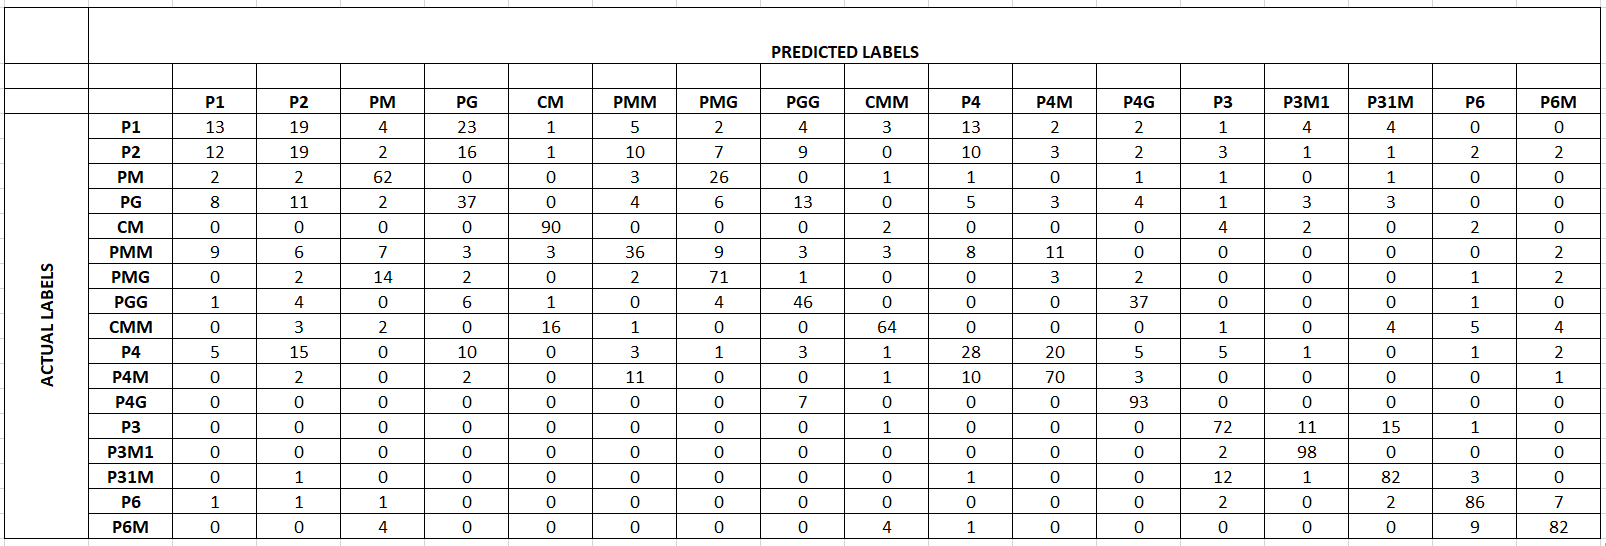 PREDICTED LABELS
P1 P2 PM PG CM PMM PMG PGG CMM P4 P4M P4G P3 P3M1 P31M P6 P6M
ACTUAL LABELS
P1 13 19 4 23 1 5 2 4 3 13 2 2 1 4 4 0 0
P2 12 19 2 16 1 10 7 9 0 10 3 2 3 1 1 2 2
PM 2 2 62 0 0 3 26 0 1 1 0 1 1 0 1 0 0
PG 8 11 2 37 0 4 6 13 0 5 3 4 1 3 3 0 0
CM 0 0 0 0 90 0 0 0 2 0 0 0 4 2 0 2 0
PMM 9 6 7 3 3 36 9 3 3 8 11 0 0 0 0 0 2
PMG 0 2 14 2 0 2 71 1 0 0 3 2 0 0 0 1 2
PGG 1 4 0 6 1 0 4 46 0 0 0 37 0 0 0 1 0
CMM 0 3 2 0 16 1 0 0 64 0 0 0 1 0 4 5 4
P4 5 15 0 10 0 3 1 3 1 28 20 5 5 1 0 1 2
P4M 0 2 0 2 0 11 0 0 1 10 70 3 0 0 0 0 1
P4G 0 0 0 0 0 0 0 7 0 0 0 93 0 0 0 0 0
P3 0 0 0 0 0 0 0 0 1 0 0 0 72 11 15 1 0
P3M1 0 0 0 0 0 0 0 0 0 0 0 0 2 98 0 0 0
P31M 0 1 0 0 0 0 0 0 0 1 0 0 12 1 82 3 0
P6 1 1 1 0 0 0 0 0 0 0 0 0 2 0 2 86 7
P6M 0 0 4 0 0 0 0 0 4 1 0 0 0 0 0 9 82